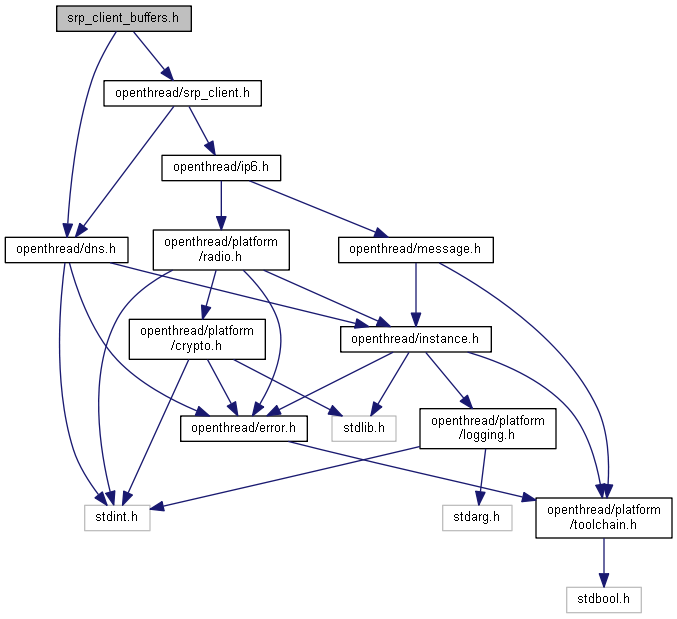 srp_client_buffers.h
openthread/srp_client.h
openthread/ip6.h
openthread/dns.h
openthread/platform
/radio.h
openthread/message.h
openthread/platform
/crypto.h
openthread/instance.h
openthread/error.h
stdlib.h
openthread/platform
/logging.h
stdint.h
stdarg.h
openthread/platform
/toolchain.h
stdbool.h